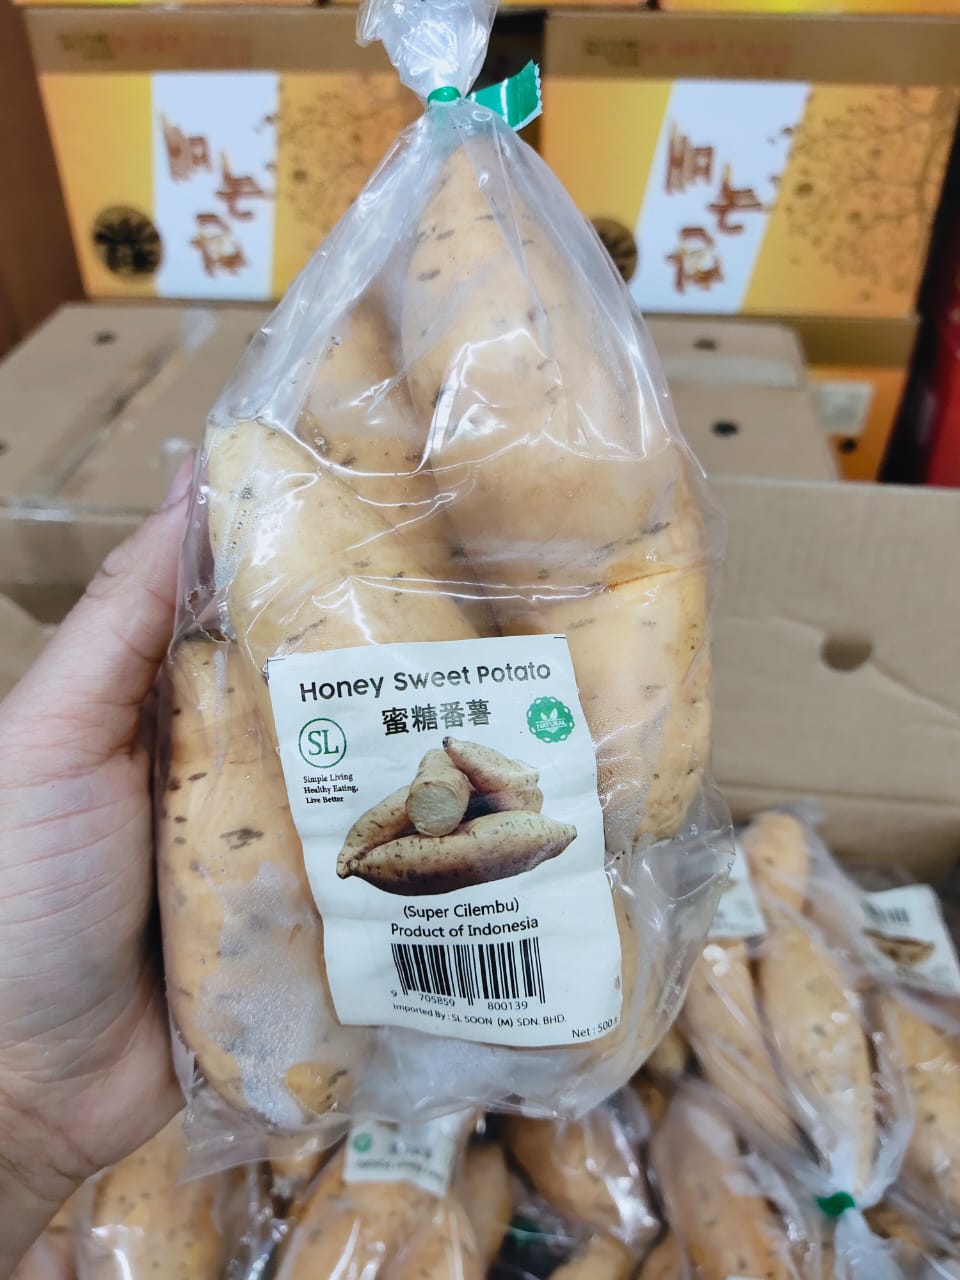 Honey Sweet Potato
蜜糖番薯
NATURAL
SL
Simple Living
Healthy Eating,
Live Better
(Super Cilembu)
Product of Indonesia
9 705859 800139
Imported By : SL SOON (M) SDN. BHD.
Net : 500